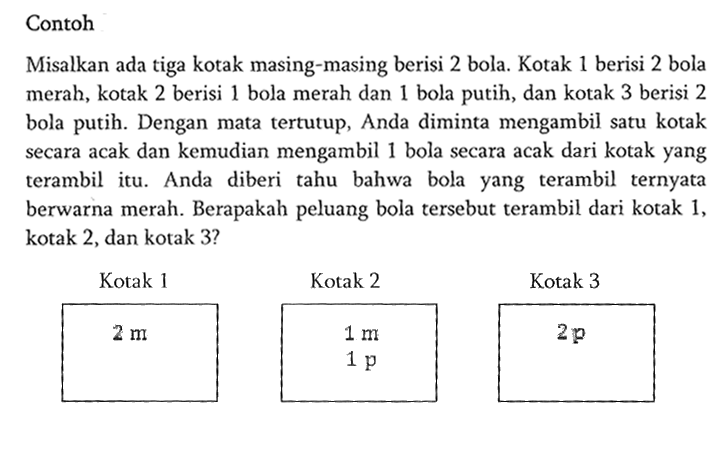 Contoh
Misalkan ada tiga kotak masing-masing berisi 2 bola. Kotak 1 berisi 2 bola
merah, kotak 2 berisi 1 bola merah dan 1 bola putih, dan kotak 3 berisi 2
bola putih. Dengan mata tertutup, Anda diminta mengambil satu kotak
secara acak dan kemudian mengambil 1 bola secara acak dari kotak yang
terambil itu. Anda diberi tahu bahwa bola yang terambil ternyata
berwarna merah. Berapakah peluang bola tersebut terambil dari kotak 1,
kotak 2, dan kotak 3?
Kotak 1 Kotak 2 Kotak 3
2 m 1 m 2 p
1 p